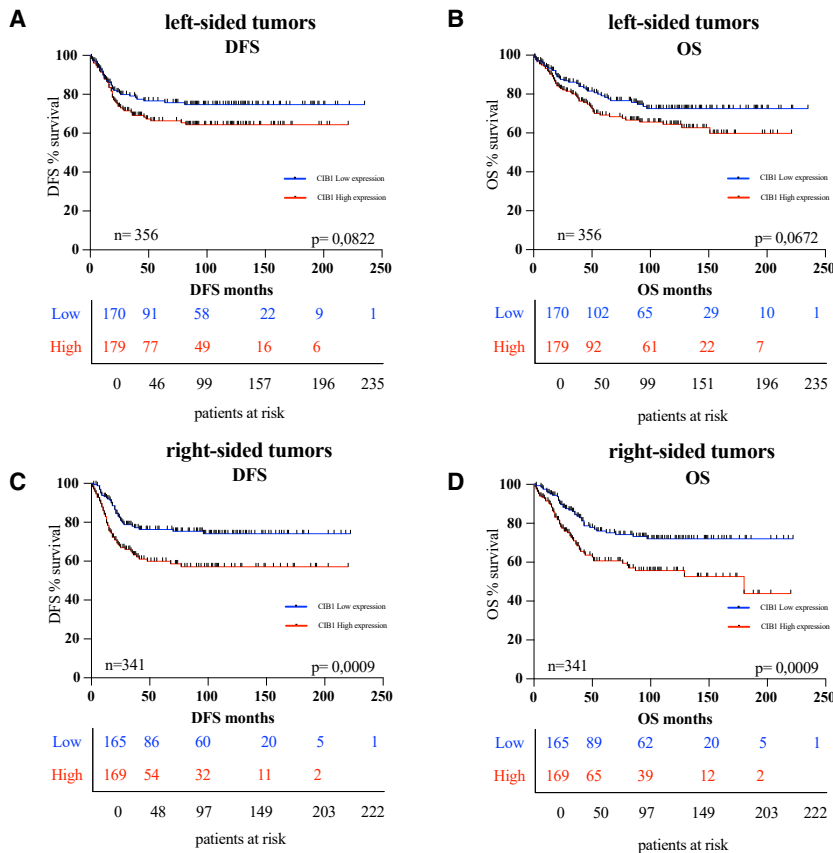 A
left-sided tumors
DFS
DFS % survival
100
80
60
40
20
0
CIB1 Low expression
CIB1 High expression
n= 356
p= 0,0822
0 50 100 150 200 250
DFS months
Low 170 91 58 22 9 1
High 179 77 49 16 6
0 46 99 157 196 235
patients at risk
B
left-sided tumors
OS
OS % survival
100
80
60
40
20
0
CIB1 Low expression
CIB1 High expression
n= 356
p= 0,0672
0 50 100 150 200 250
OS months
Low 170 102 65 29 10 1
High 179 92 61 22 7
0 50 99 151 196 235
patients at risk
C
right-sided tumors
DFS
DFS % survival
100
80
60
40
20
0
CIB1 Low expression
CIB1 High expression
n=341
p= 0,0009
0 50 100 150 200 250
DFS months
Low 165 86 60 20 5 1
High 169 54 32 11 2
0 48 97 149 203 222
patients at risk
D
right-sided tumors
OS
OS % survival
100
80
60
40
20
0
CIB1 Low expression
CIB1 High expression
n=341
p= 0,0009
0 50 100 150 200 250
OS months
Low 165 89 62 20 5 1
High 169 65 39 12 2
0 50 97 149 203 222
patients at risk